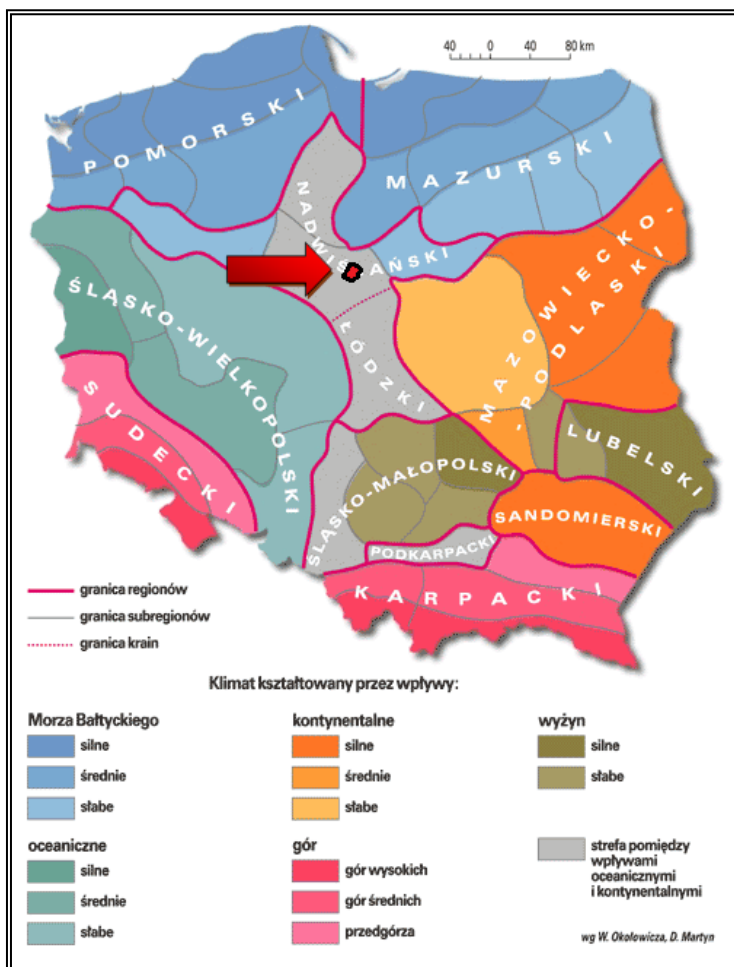 40 0 40 80 km
POMORSKI
MAZURSKI
NADWIŚLAŃSKI
MAZOWIECKO-
-PODLASKI
ŚLĄSKO-WIELKOPOLSKI
ŁÓDZKI
SUDECKI
LUBELSKI
ŚLĄSKO-MAŁOPOLSKI
SANDOMIERSKI
PODKARPACKI
KARPACKI
granica regionów
granica subregionów
granica krain
Klimat kształtowany przez wpływy:
Morza Bałtyckiego
silne
średnie
słabe
kontynentalne
silne
średnie
słabe
wyżyn
silne
słabe
oceaniczne
silne
średnie
słabe
gór
gór wysokich
gór średnich
przedgórza
strefa pomiędzy
wpływami
oceanicznymi
i kontynentalnymi
wg W. Okołowicza, D. Martyn